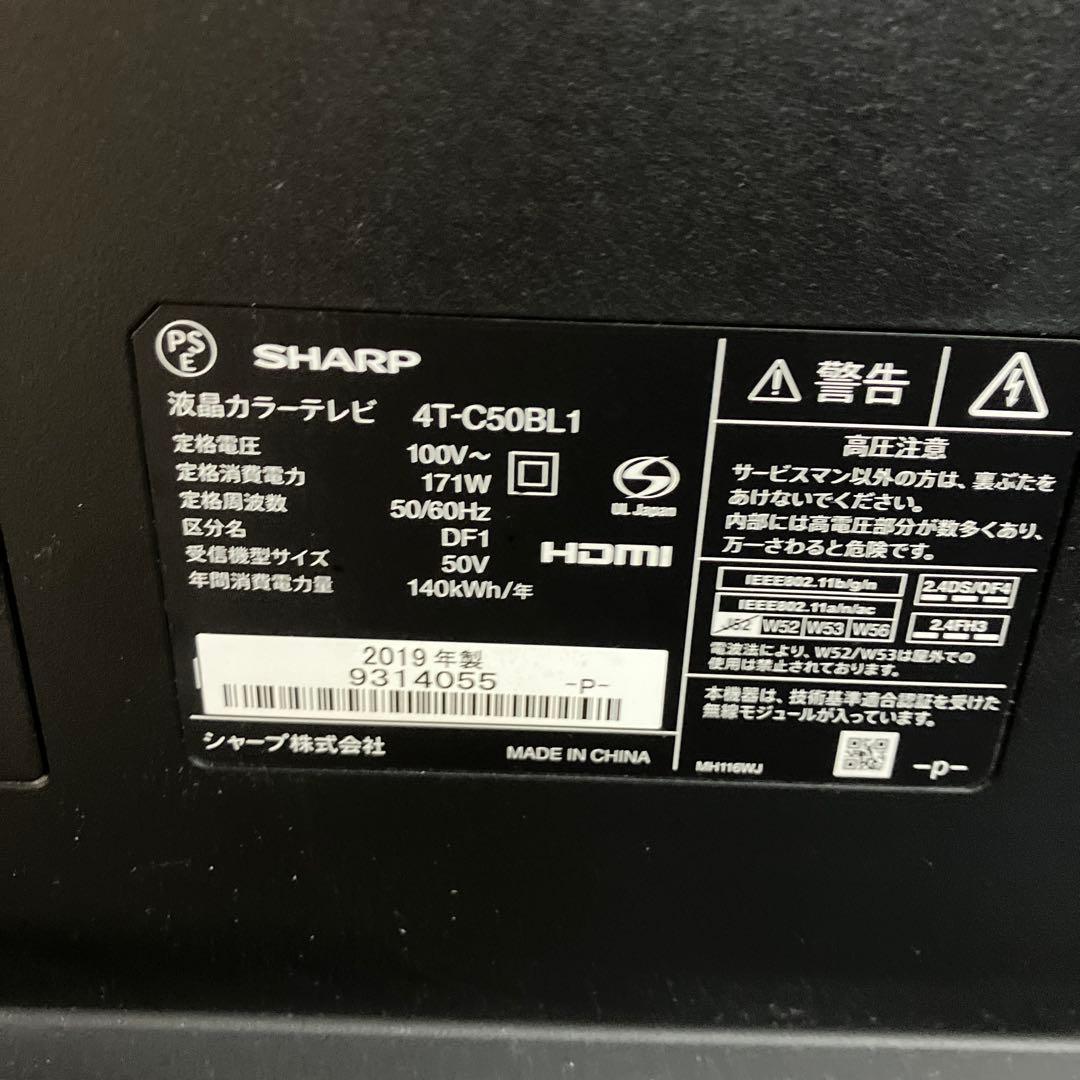 PSE
SHARP
液晶カラーテレビ 4T-C50BL1
定格電圧 100V～
定格消費電力 171W
定格周波数 50/60Hz
区分名 DF1
受信機型サイズ 50V
年間消費電力量 140kWh/年
UL Japan
HDMI
2019年製
9314055 -P-
シャープ株式会社 MADE IN CHINA
警告
高圧注意
サービスマン以外の方は、裏ぶたを
あけないでください。
内部には高電圧部分が数多くあり、
万一さわると危険です。
IEEE802.11b/g/n
IEEE802.11a/n/ac
J52 W52 W53 W56
2.4DS/OF4
2.4FH3
電波法により、W52/W53は屋外での
使用は禁止されております。
本機器は、技術基準適合認証を受けた
無線モジュールが入っています。
MH116WJ -P-